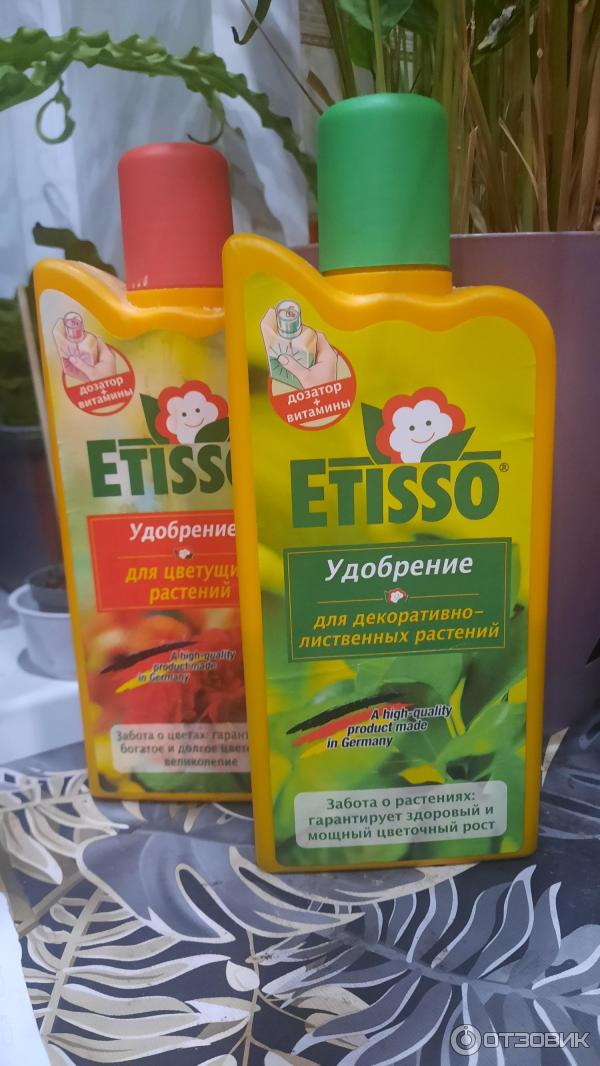 дозатор
+
витамины
ETISSO
Удобрение
для цветущи
растений
A high-quality
product made
in Germany
Забота о цветах: гаран
богатое и долгое цвете
великолепие
дозатор
+
витамины
ETISSO®
Удобрение
для декоративно-
лиственных растений
A high-quality
product made
in Germany
Забота о растениях:
гарантирует здоровый и
мощный цветочный рост
ОТЗОВИК